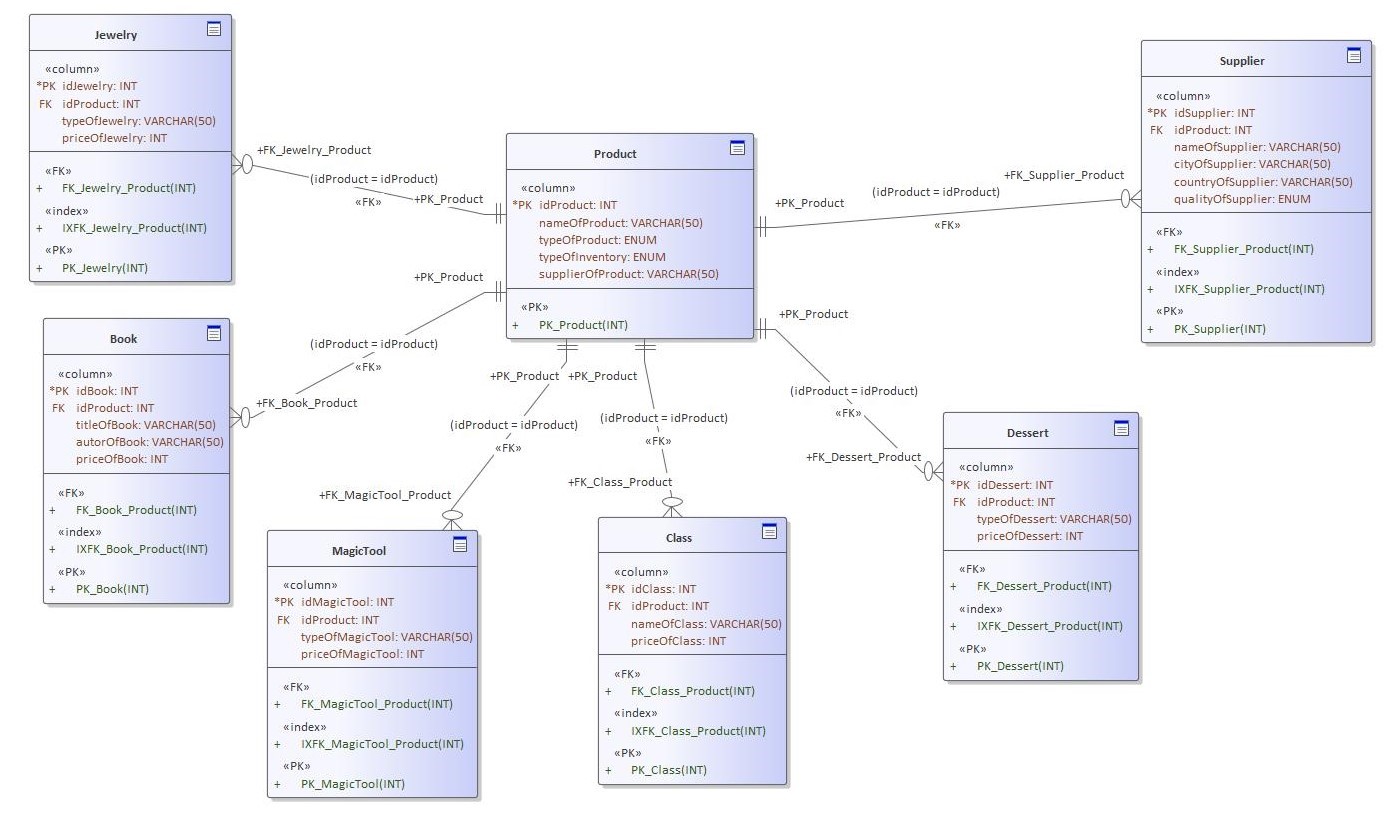 Jewelry
«column»
*PK idJewelry: INT
FK idProduct: INT
typeOfJewelry: VARCHAR(50)
priceOfJewelry: INT
«FK»
+ FK_Jewelry_Product(INT)
«index»
+ IXFK_Jewelry_Product(INT)
«PK»
+ PK_Jewelry(INT)
+FK_Jewelry_Product
(idProduct = idProduct)
«FK»
+PK_Product
Product
«column»
*PK idProduct: INT
nameOfProduct: VARCHAR(50)
typeOfProduct: ENUM
typeOfInventory: ENUM
supplierOfProduct: VARCHAR(50)
«PK»
+ PK_Product(INT)
+PK_Product
(idProduct = idProduct)
«FK»
+FK_Supplier_Product
Supplier
«column»
*PK idSupplier: INT
FK idProduct: INT
nameOfSupplier: VARCHAR(50)
cityOfSupplier: VARCHAR(50)
countryOfSupplier: VARCHAR(50)
qualityOfSupplier: ENUM
«FK»
+ FK_Supplier_Product(INT)
«index»
+ IXFK_Supplier_Product(INT)
«PK»
+ PK_Supplier(INT)
+PK_Product
(idProduct = idProduct)
«FK»
+FK_Book_Product
Book
«column»
*PK idBook: INT
FK idProduct: INT
titleOfBook: VARCHAR(50)
autorOfBook: VARCHAR(50)
priceOfBook: INT
«FK»
+ FK_Book_Product(INT)
«index»
+ IXFK_Book_Product(INT)
«PK»
+ PK_Book(INT)
+PK_Product
(idProduct = idProduct)
«FK»
+FK_MagicTool_Product
MagicTool
«column»
*PK idMagicTool: INT
FK idProduct: INT
typeOfMagicTool: VARCHAR(50)
priceOfMagicTool: INT
«FK»
+ FK_MagicTool_Product(INT)
«index»
+ IXFK_MagicTool_Product(INT)
«PK»
+ PK_MagicTool(INT)
+PK_Product
(idProduct = idProduct)
«FK»
+FK_Class_Product
Class
«column»
*PK idClass: INT
FK idProduct: INT
nameOfClass: VARCHAR(50)
priceOfClass: INT
«FK»
+ FK_Class_Product(INT)
«index»
+ IXFK_Class_Product(INT)
«PK»
+ PK_Class(INT)
+PK_Product
(idProduct = idProduct)
«FK»
+FK_Dessert_Product
Dessert
«column»
*PK idDessert: INT
FK idProduct: INT
typeOfDessert: VARCHAR(50)
priceOfDessert: INT
«FK»
+ FK_Dessert_Product(INT)
«index»
+ IXFK_Dessert_Product(INT)
«PK»
+ PK_Dessert(INT)